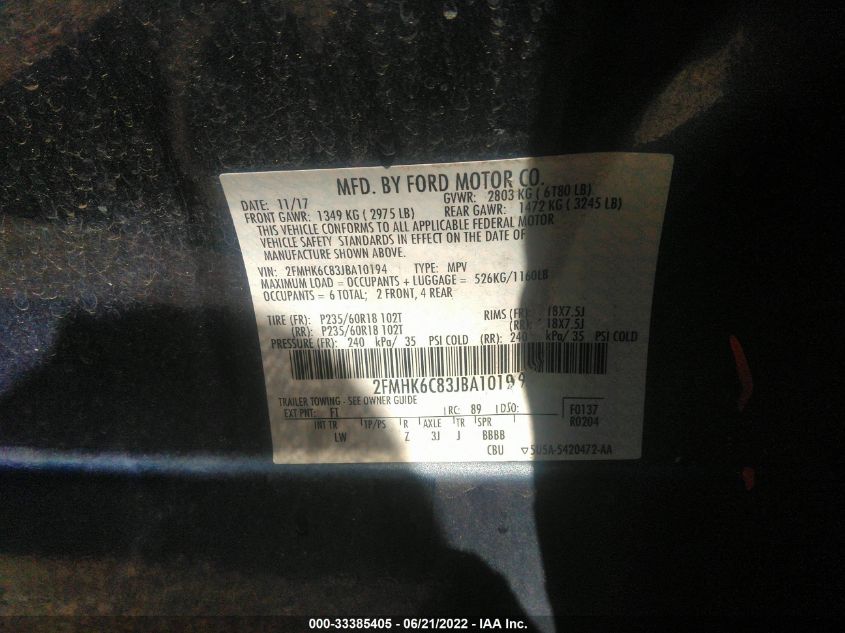 MFD. BY FORD MOTOR CO.
DATE: 11/17 GVWR: 2803 KG ( 6180 LB)
FRONT GAWR: 1349 KG ( 2975 LB) REAR GAWR: 1472 KG ( 3245 LB)
THIS VEHICLE CONFORMS TO ALL APPLICABLE FEDERAL MOTOR
VEHICLE SAFETY STANDARDS IN EFFECT ON THE DATE OF
MANUFACTURE SHOWN ABOVE.
VIN: 2FMHK6C83JBA10194 TYPE: MPV
MAXIMUM LOAD = OCCUPANTS + LUGGAGE = 526KG/1160LB
OCCUPANTS = 6 TOTAL; 2 FRONT, 4 REAR
TIRE (FR): P235/60R18 102T RIMS (FR): 18X7.5J
(RR): P235/60R18 102T (RR): 18X7.5J
PRESSURE (FR): 240 kPa/ 35 PSI COLD (RR): 240 kPa/ 35 PSI COLD
2FMHK6C83JBA10194
TRAILER TOWING - SEE OWNER GUIDE
EXT PNT: FT RC: 89 DSO: F0137
INT TR TP/PS R AXLE TR SPR R0204
LW Z 3J J BBBB
CBU ▽5U5A-5420472-AA
000-33385405 - 06/21/2022 - IAA Inc.